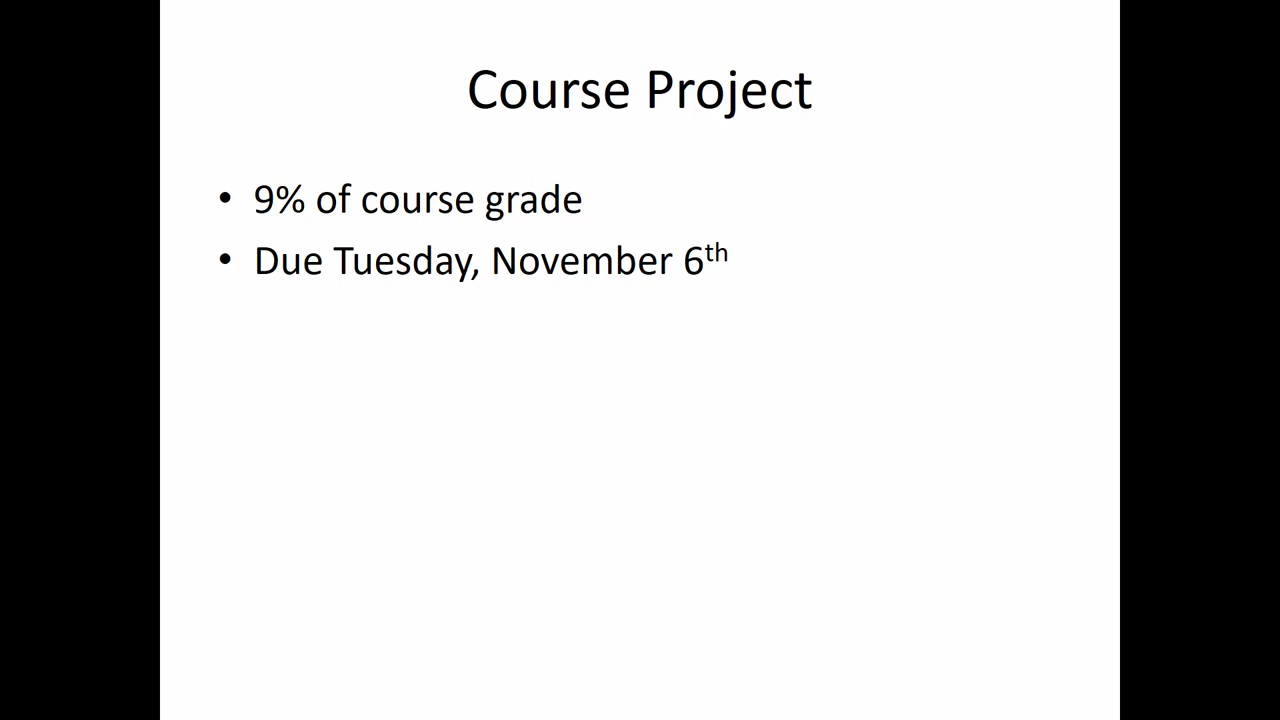 Course Project
• 9% of course grade
• Due Tuesday, November 6th